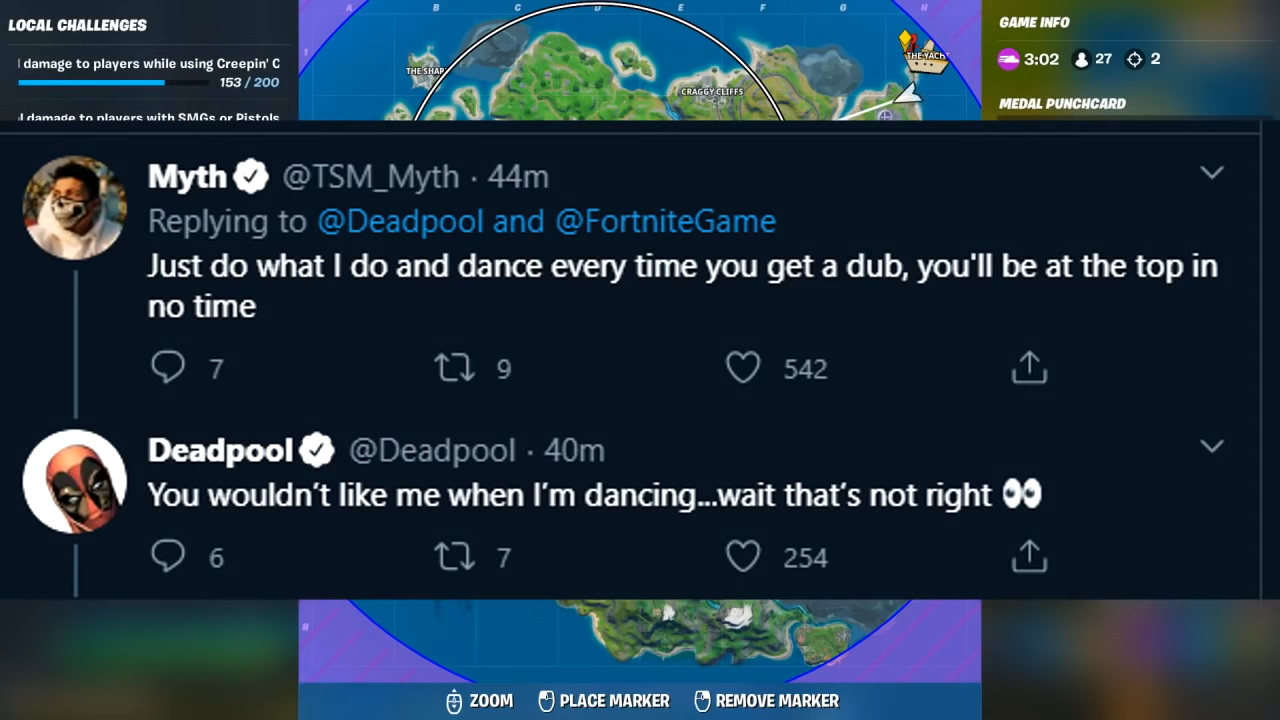 LOCAL CHALLENGES
A B C D E F G H
GAME INFO
damage to players while using Creepin' C
153 / 200
damage to players with SMGs or Pistols
THE YACHT
3:02 27 2
CRAGGY CLIFFS
MEDAL PUNCHCARD
Myth @TSM_Myth · 44m
Replying to @Deadpool and @FortniteGame
Just do what I do and dance every time you get a dub, you'll be at the top in
no time
7 9 542
Deadpool @Deadpool · 40m
You wouldn't like me when I'm dancing...wait that's not right 👀
6 7 254
ZOOM PLACE MARKER REMOVE MARKER